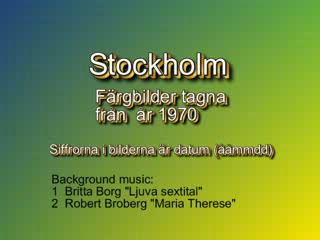 Stockholm
Färgbilder tagna
från år 1970
Siffrorna i bilderna är datum (ååmmdd)
Background music:
1 Britta Borg "Ljuva sextital"
2 Robert Broberg "Maria Therese"